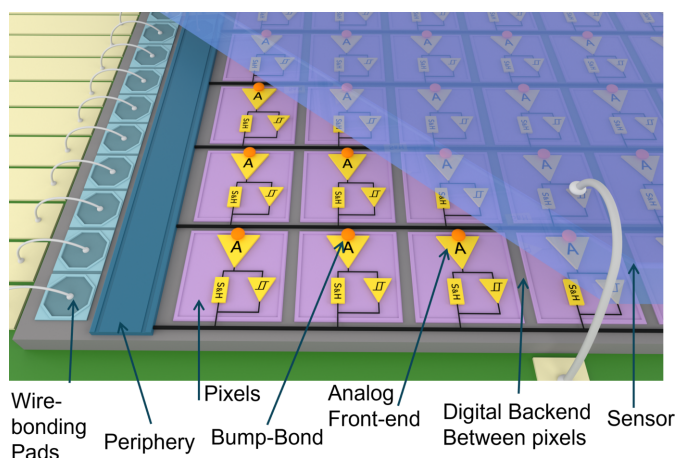 A
A
A
A
A
A
S&H
S&H
S&H
S&H
S&H
A
A
A
A
A
S&H
S&H
S&H
S&H
S&H
A
A
A
A
A
S&H
S&H
S&H
S&H
A
A
A
A
S&H
S&H
S&H
S&H
Wire-
bonding
Pads
Periphery
Pixels
Bump-Bond
Analog
Front-end
Digital Backend
Between pixels
Sensor